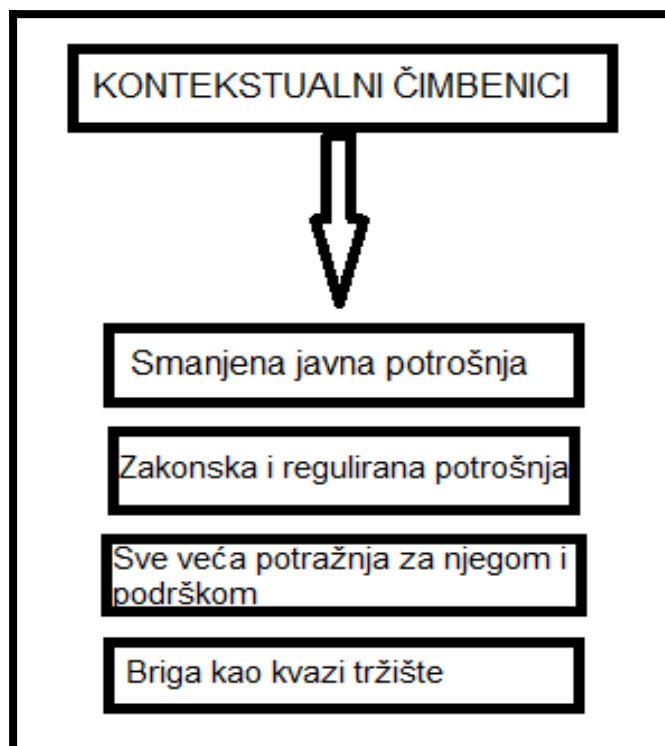 KONTEKSTUALNI ČIMBENICI
Smanjena javna potrošnja
Zakonska i regulirana potrošnja
Sve veća potražnja za njegom i
podrškom
Briga kao kvazi tržište